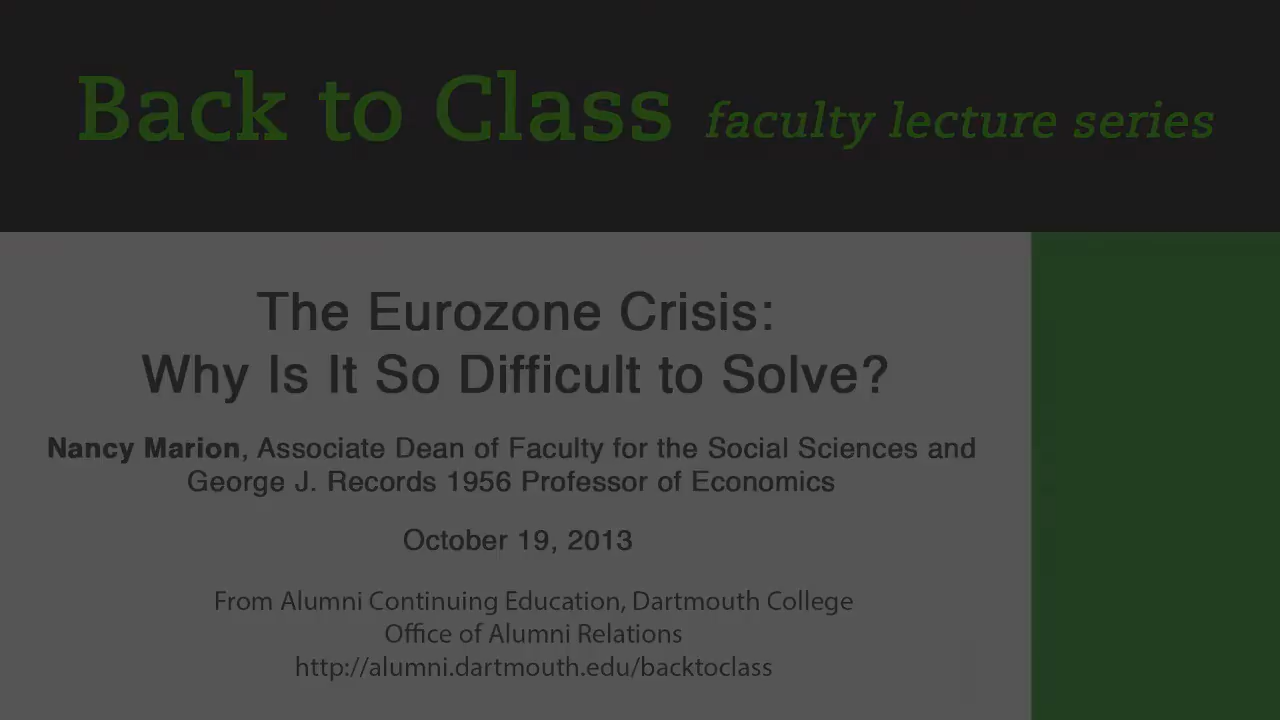 Back to Class faculty lecture series
The Eurozone Crisis:
Why Is It So Difficult to Solve?
Nancy Marion, Associate Dean of Faculty for the Social Sciences and
George J. Records 1956 Professor of Economics
October 19, 2013
From Alumni Continuing Education, Dartmouth College
Office of Alumni Relations
http://alumni.dartmouth.edu/backtoclass